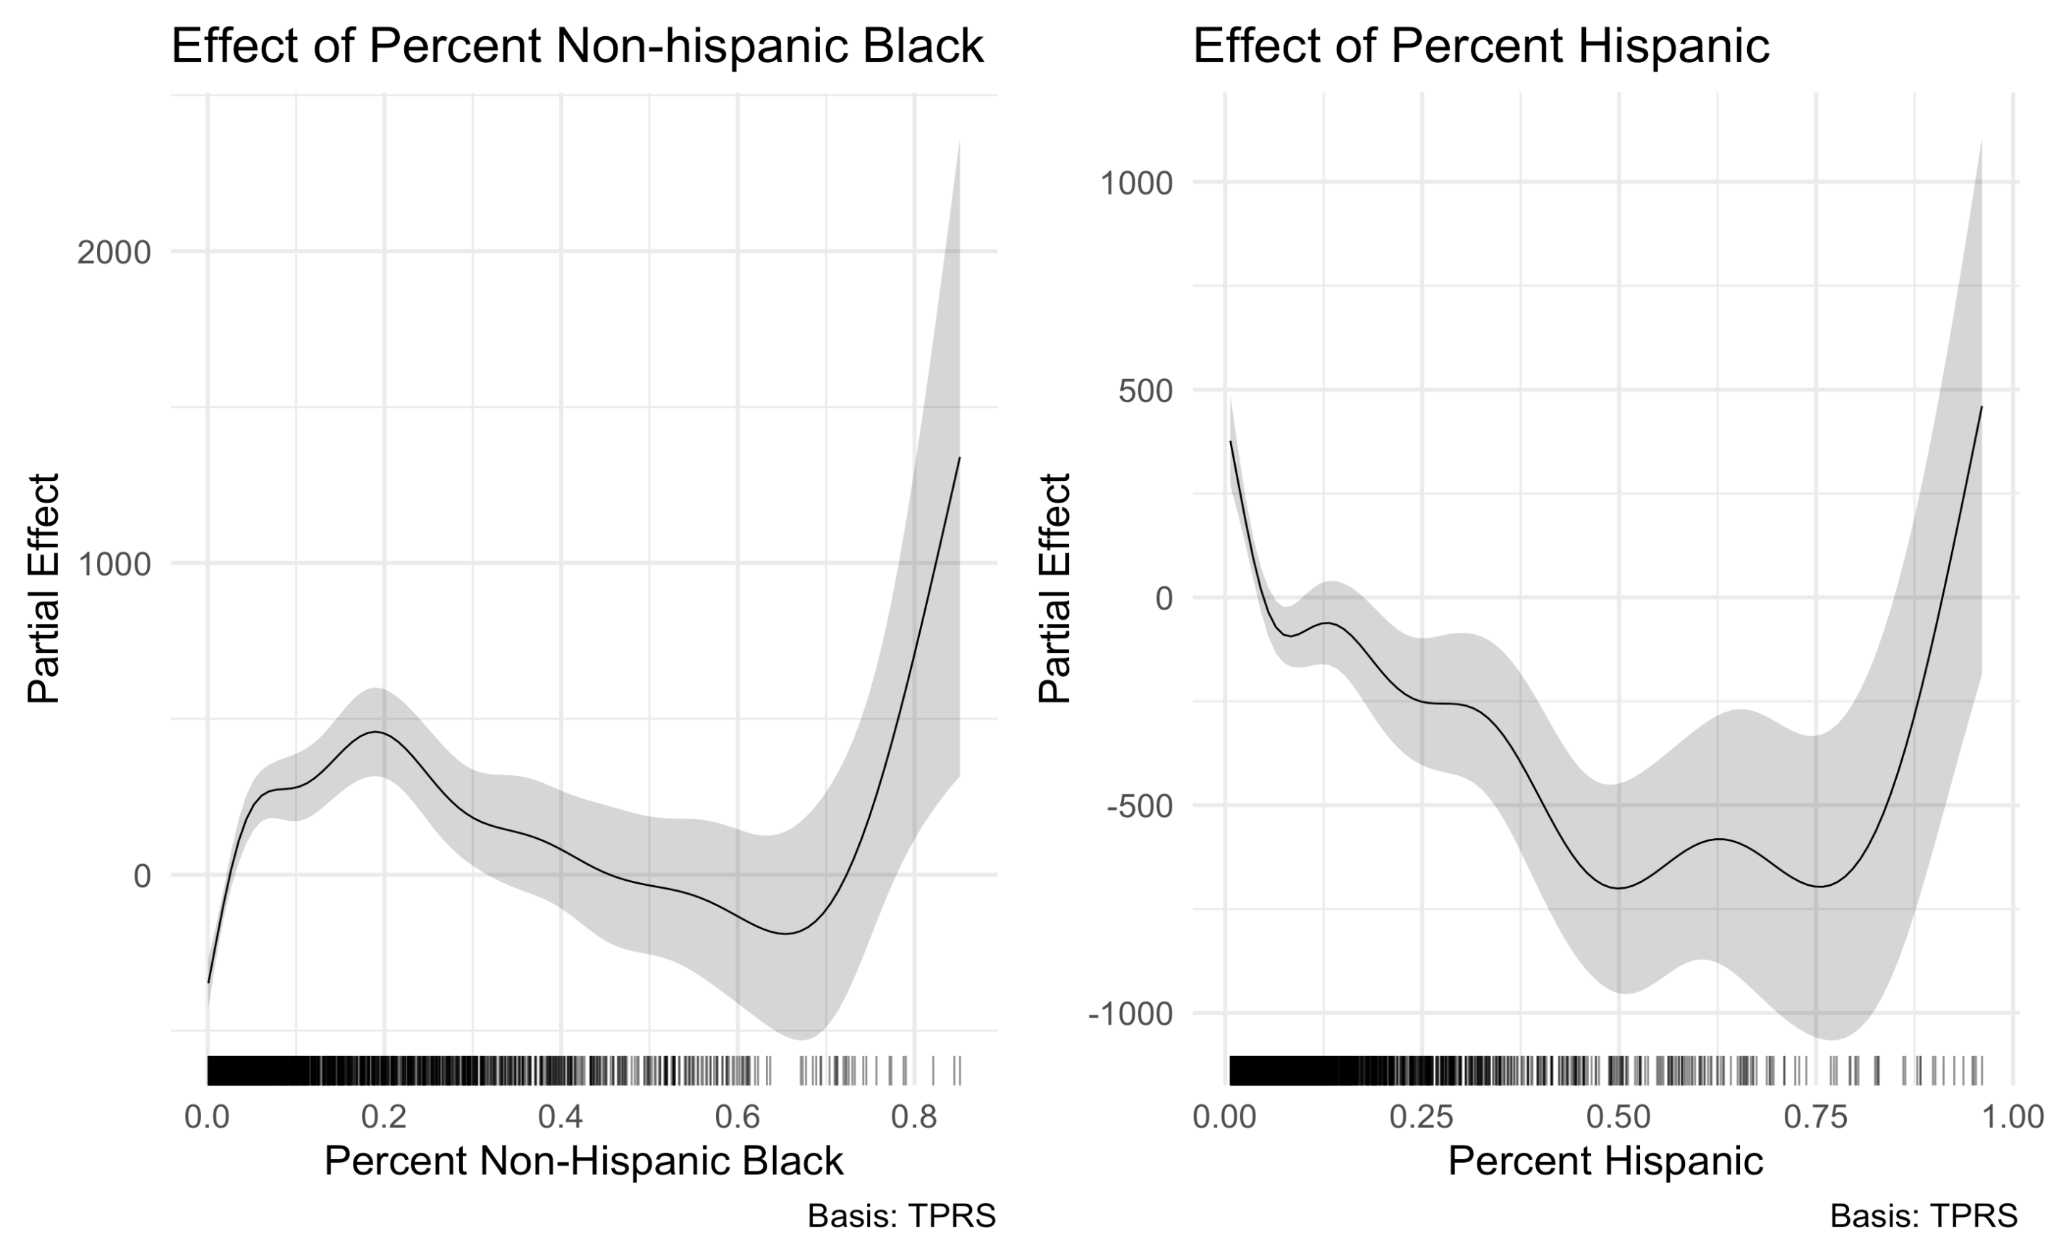 Effect of Percent Non-hispanic Black
Partial Effect
2000
1000
0
0.0 0.2 0.4 0.6 0.8
Percent Non-Hispanic Black
Basis: TPRS
Effect of Percent Hispanic
Partial Effect
1000
500
0
-500
-1000
0.00 0.25 0.50 0.75 1.00
Percent Hispanic
Basis: TPRS